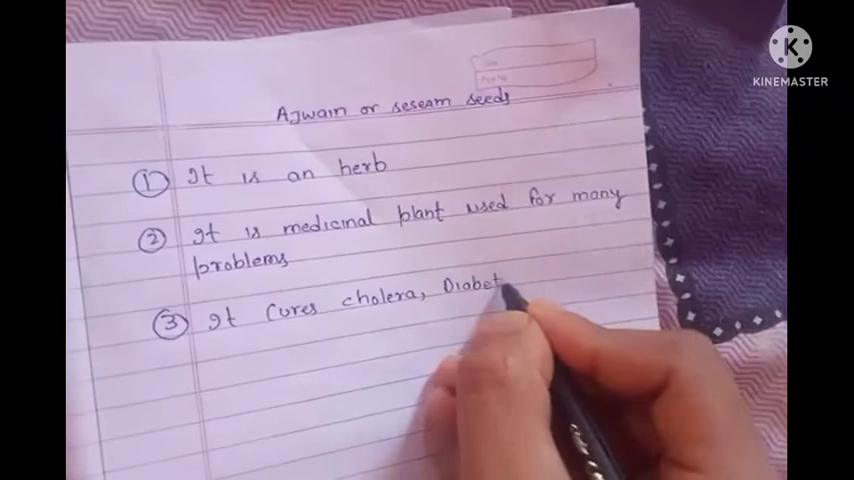 KINEMASTER
Ajwain or seseam seeds
① It is an herb
② It is medicinal plant used for many
problems
③ It Cures cholera, Diabet